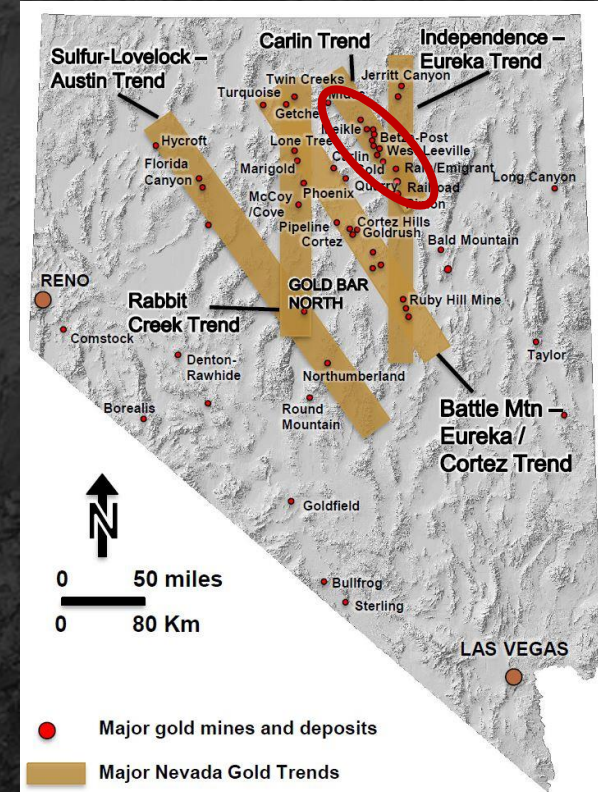 Sulfur-Lovelock –
Austin Trend
Carlin Trend
Independence –
Eureka Trend
Twin Creeks
Jerritt Canyon
Turquoise
Hycroft
Lone Tree
Florida
Canyon
Marigold
Carlin
West Leeville
Rain/Emigrant
Long Canyon
McCoy
/Cove
Phoenix
Quarry
Railroad
Pipeline
Cortez
Cortez Hills
Goldrush
Bald Mountain
RENO
Rabbit
Creek Trend
GOLD BAR
NORTH
Ruby Hill Mine
Comstock
Denton-
Rawhide
Northumberland
Taylor
Borealis
Round
Mountain
Battle Mtn –
Eureka /
Cortez Trend
N
Goldfield
0 50 miles
0 80 Km
Bullfrog
Sterling
LAS VEGAS
Major gold mines and deposits
Major Nevada Gold Trends